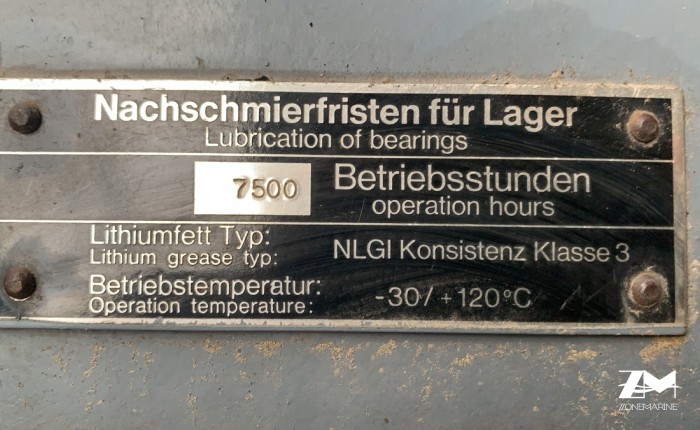 Nachschmierfristen für Lager
Lubrication of bearings
7500 Betriebsstunden
operation hours
Lithiumfett Typ: NLGI Konsistenz Klasse 3
Lithium grease typ:
Betriebstemperatur: -30/+120°C
Operation temperature:
ZM
ZONEMARINE